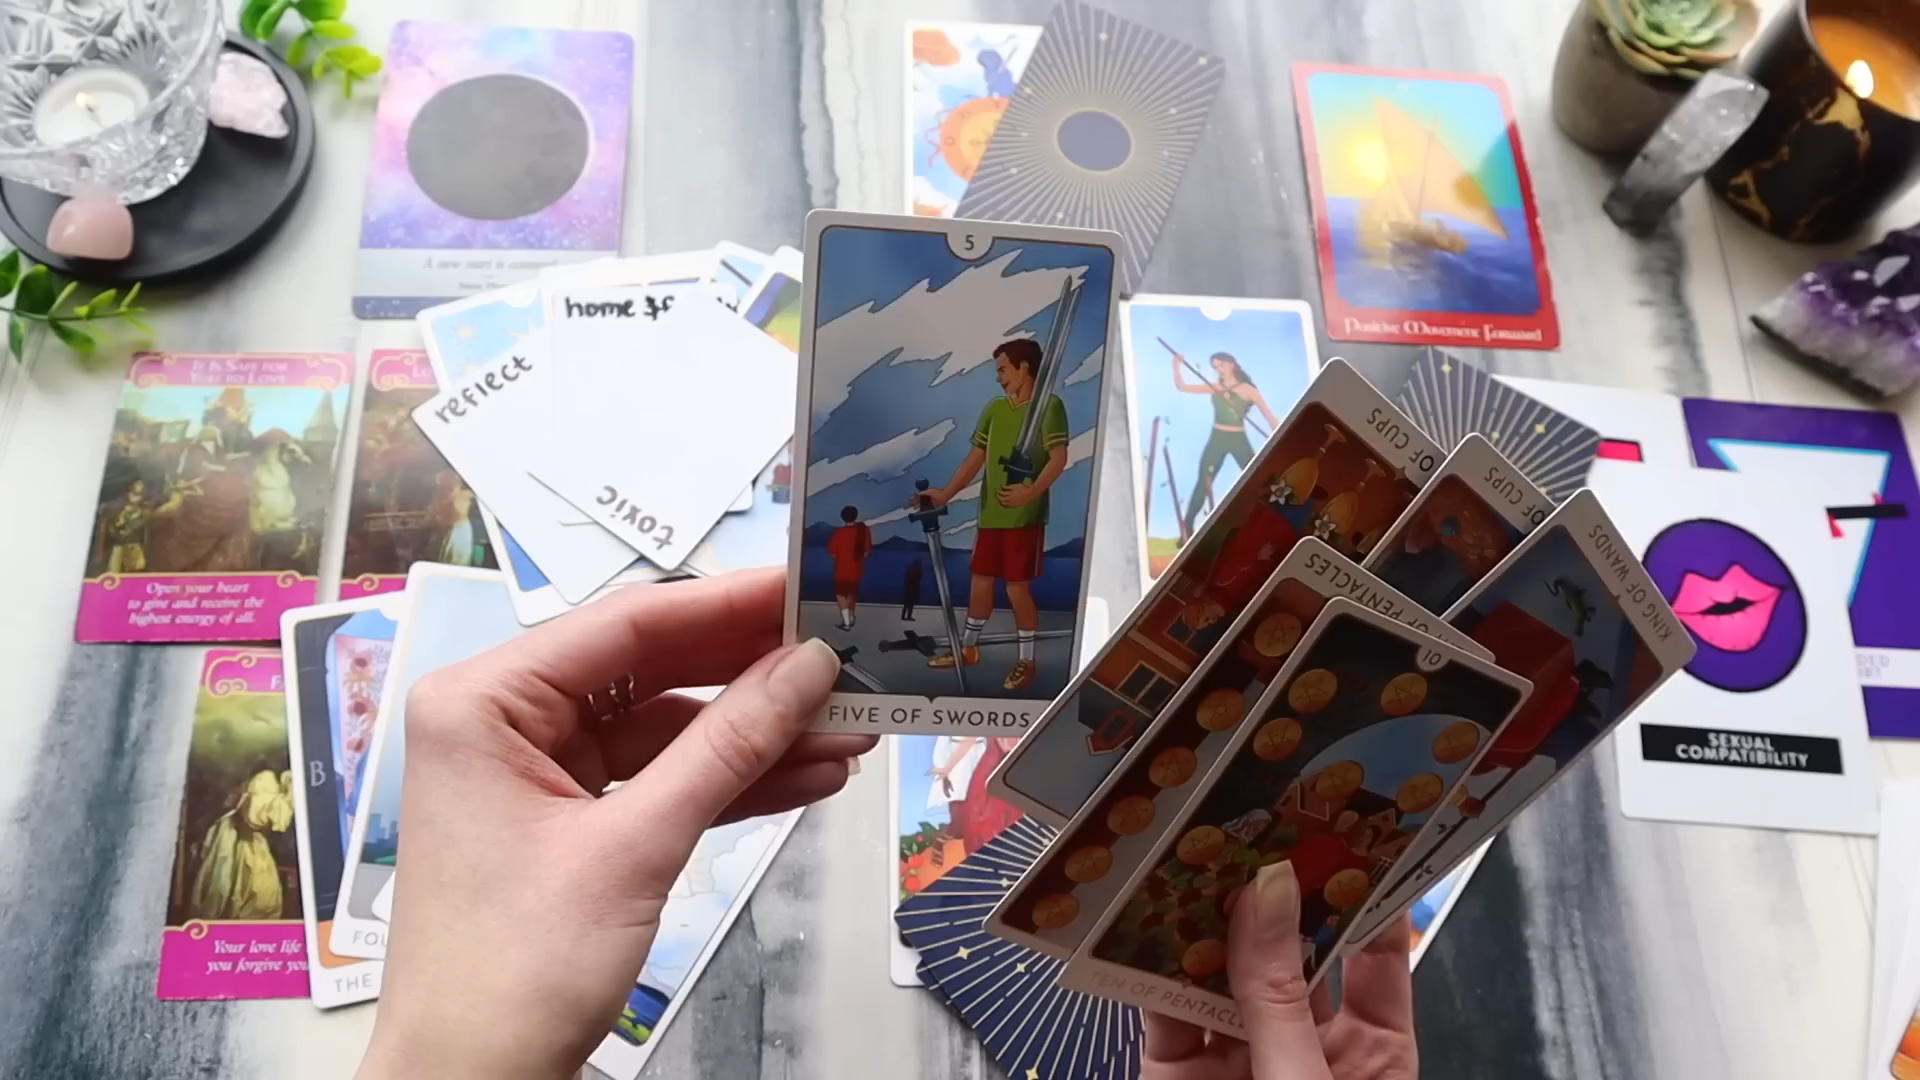 A new start is coming
5
home &
reflect
toxic
FIVE OF SWORDS
Positive Movement Forward
IT IS SAFE FOR
YOU TO LOVE
Open your heart
to give and receive the
highest energy of all.
Your love life
you forgive you
B
THE
FOU
OF CUPS
OF CUPS
KING OF WANDS
PENTACLES
OF PENTACLES
10
TEN OF PENTACLE
SEXUAL
COMPATIBILITY